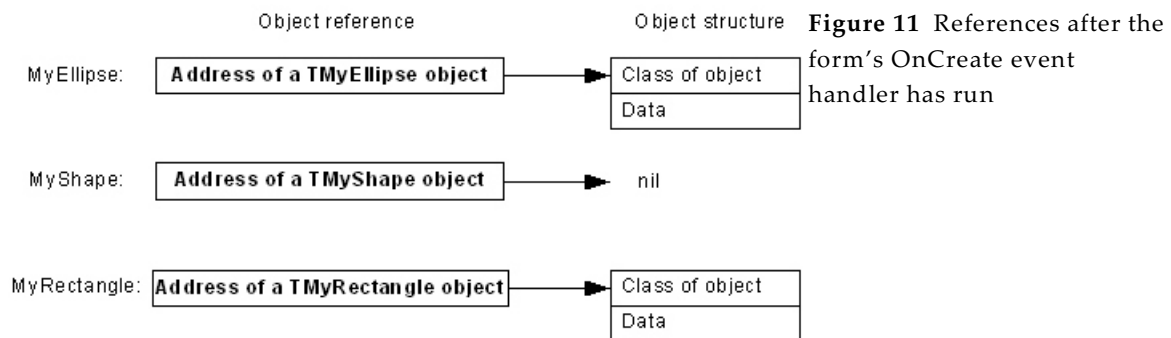 Object reference
Object structure
Figure 11 References after the
form's OnCreate event
handler has run
MyEllipse:
Address of a TMyEllipse object
Class of object
Data
MyShape:
Address of a TMyShape object
nil
MyRectangle:
Address of a TMyRectangle object
Class of object
Data